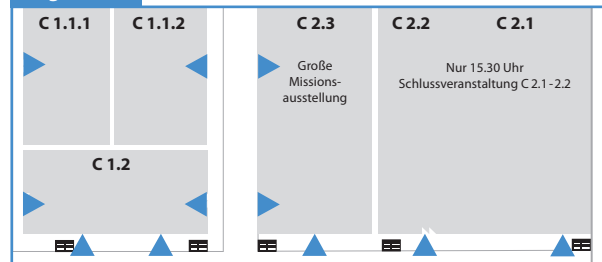 C 1.1.1
C 1.1.2
C 1.2
C 2.3
Große
Missions-
ausstellung
C 2.2
C 2.1
Nur 15.30 Uhr
Schlussveranstaltung C 2.1-2.2